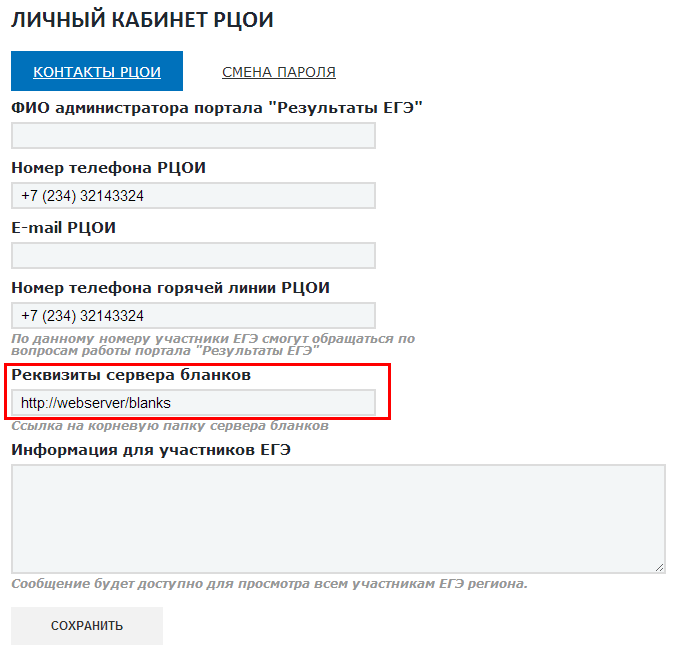 ЛИЧНЫЙ КАБИНЕТ РЦОИ
КОНТАКТЫ РЦОИ СМЕНА ПАРОЛЯ
ФИО администратора портала "Результаты ЕГЭ"
Номер телефона РЦОИ
+7 (234) 32143324
E-mail РЦОИ
Номер телефона горячей линии РЦОИ
+7 (234) 32143324
По данному номеру участники ЕГЭ смогут обращаться по
вопросам работы портала "Результаты ЕГЭ"
Реквизиты сервера бланков
http://webserver/blanks
Ссылка на корневую папку сервера бланков
Информация для участников ЕГЭ
Сообщение будет доступно для просмотра всем участникам ЕГЭ региона.
СОХРАНИТЬ